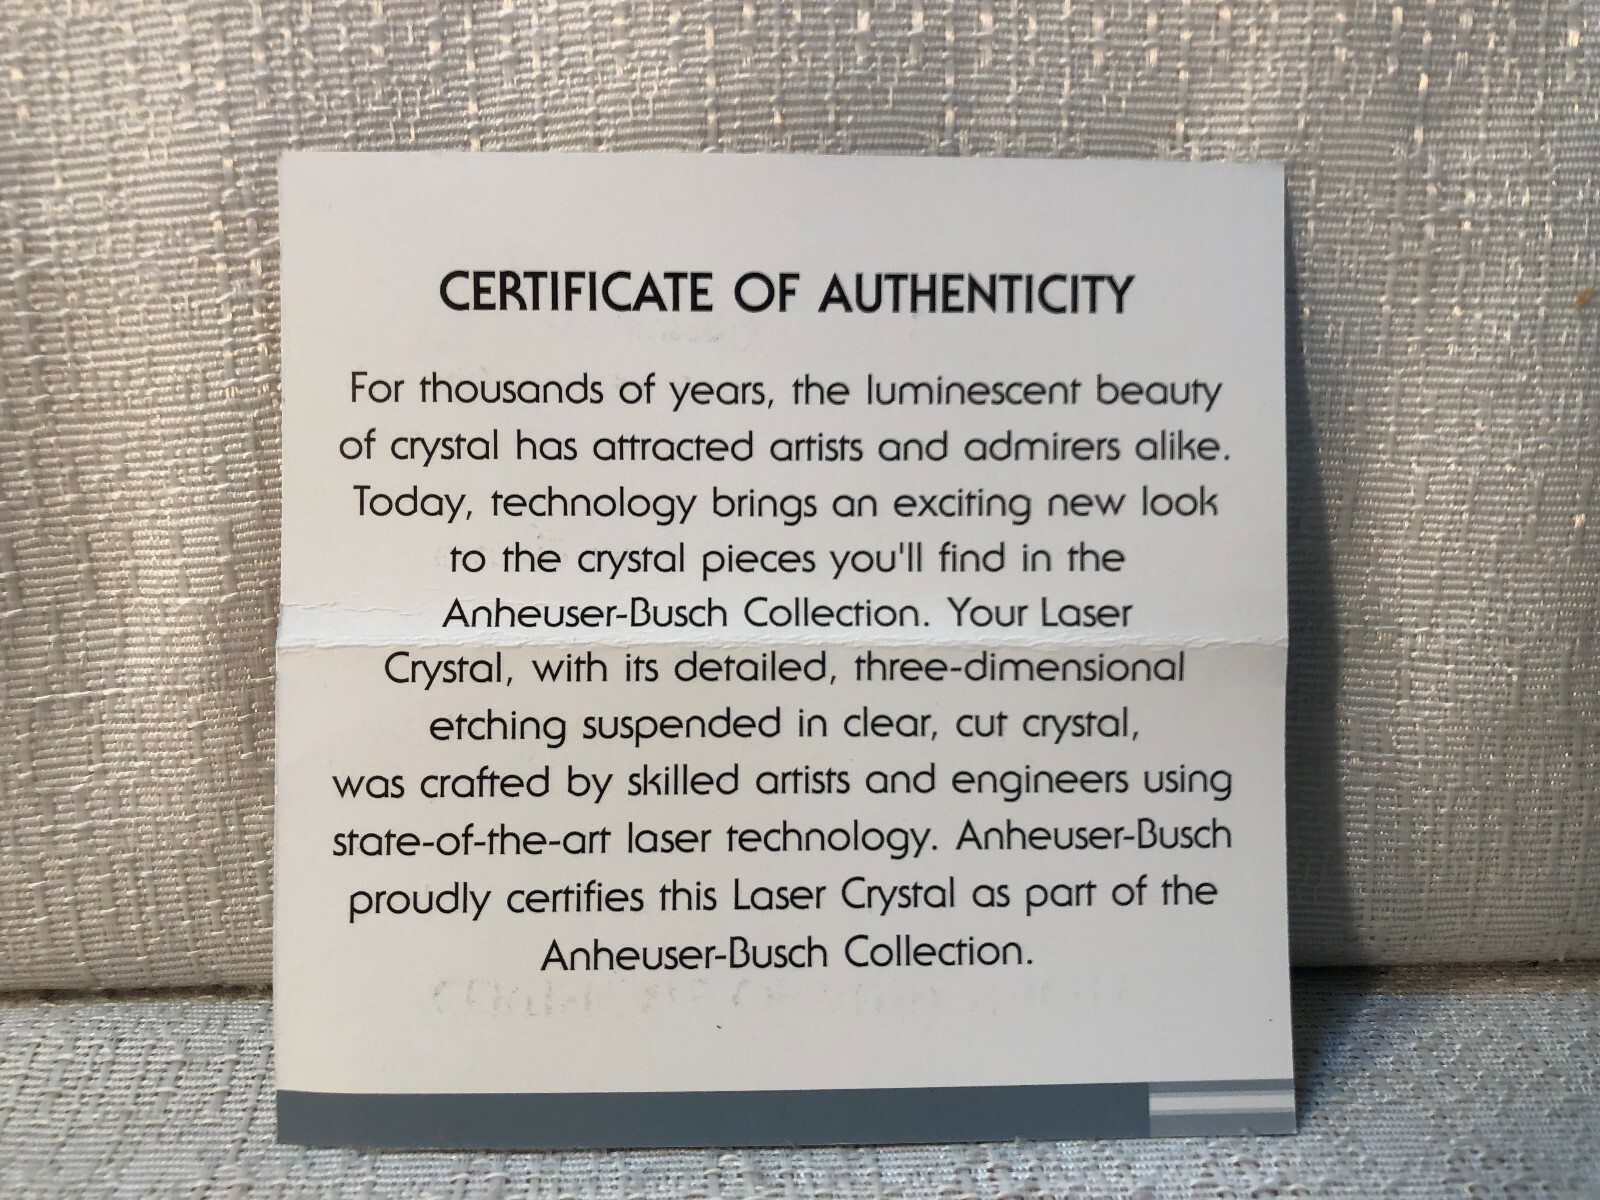 CERTIFICATE OF AUTHENTICITY
For thousands of years, the luminescent beauty
of crystal has attracted artists and admirers alike.
Today, technology brings an exciting new look
to the crystal pieces you'll find in the
Anheuser-Busch Collection. Your Laser
Crystal, with its detailed, three-dimensional
etching suspended in clear, cut crystal,
was crafted by skilled artists and engineers using
state-of-the-art laser technology. Anheuser-Busch
proudly certifies this Laser Crystal as part of the
Anheuser-Busch Collection.